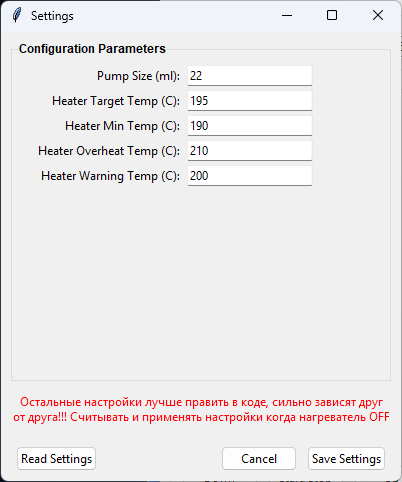 Settings
Configuration Parameters
Pump Size (ml): 22
Heater Target Temp (C): 195
Heater Min Temp (C): 190
Heater Overheat Temp (C): 210
Heater Warning Temp (C): 200
Остальные настройки лучше править в коде, сильно зависят друг
от друга!!! Считывать и применять настройки когда нагреватель OFF
Read Settings Cancel Save Settings